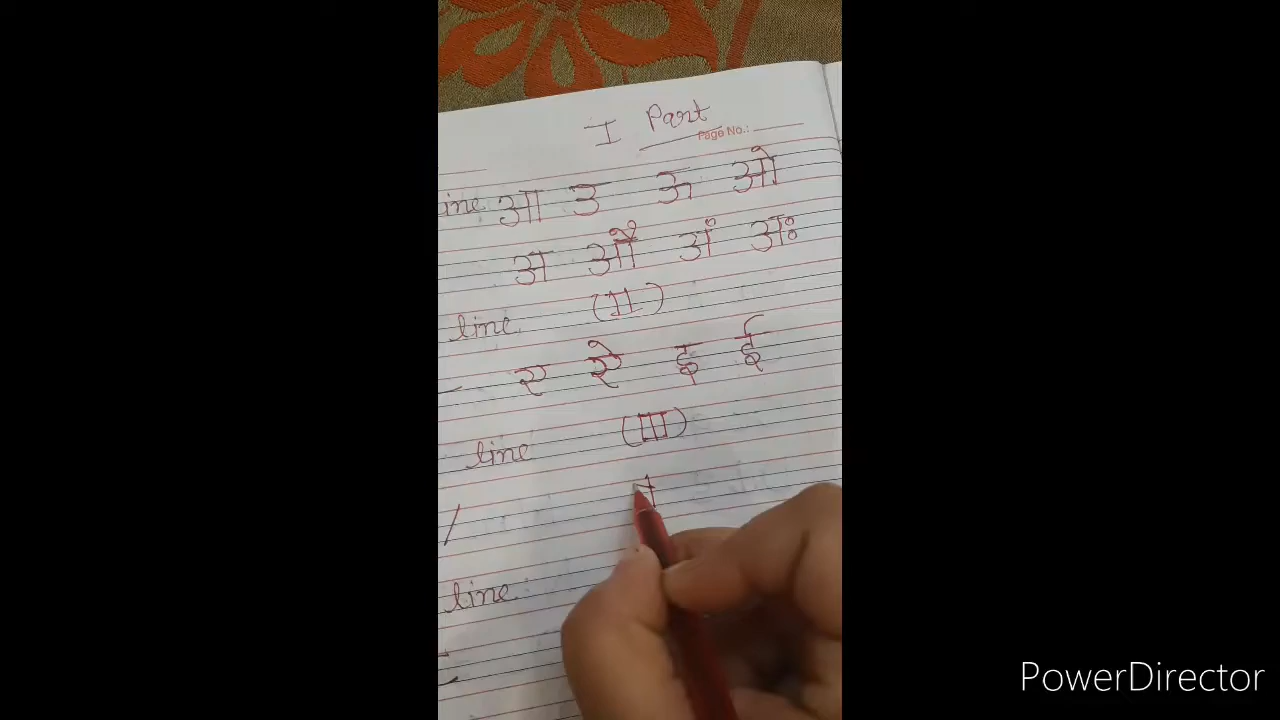 I Part
Page No.:
line आ उ ऊ ओ
अ औ अं अः
line (II)
ए ऐ इ ई
line (III)
line
PowerDirector